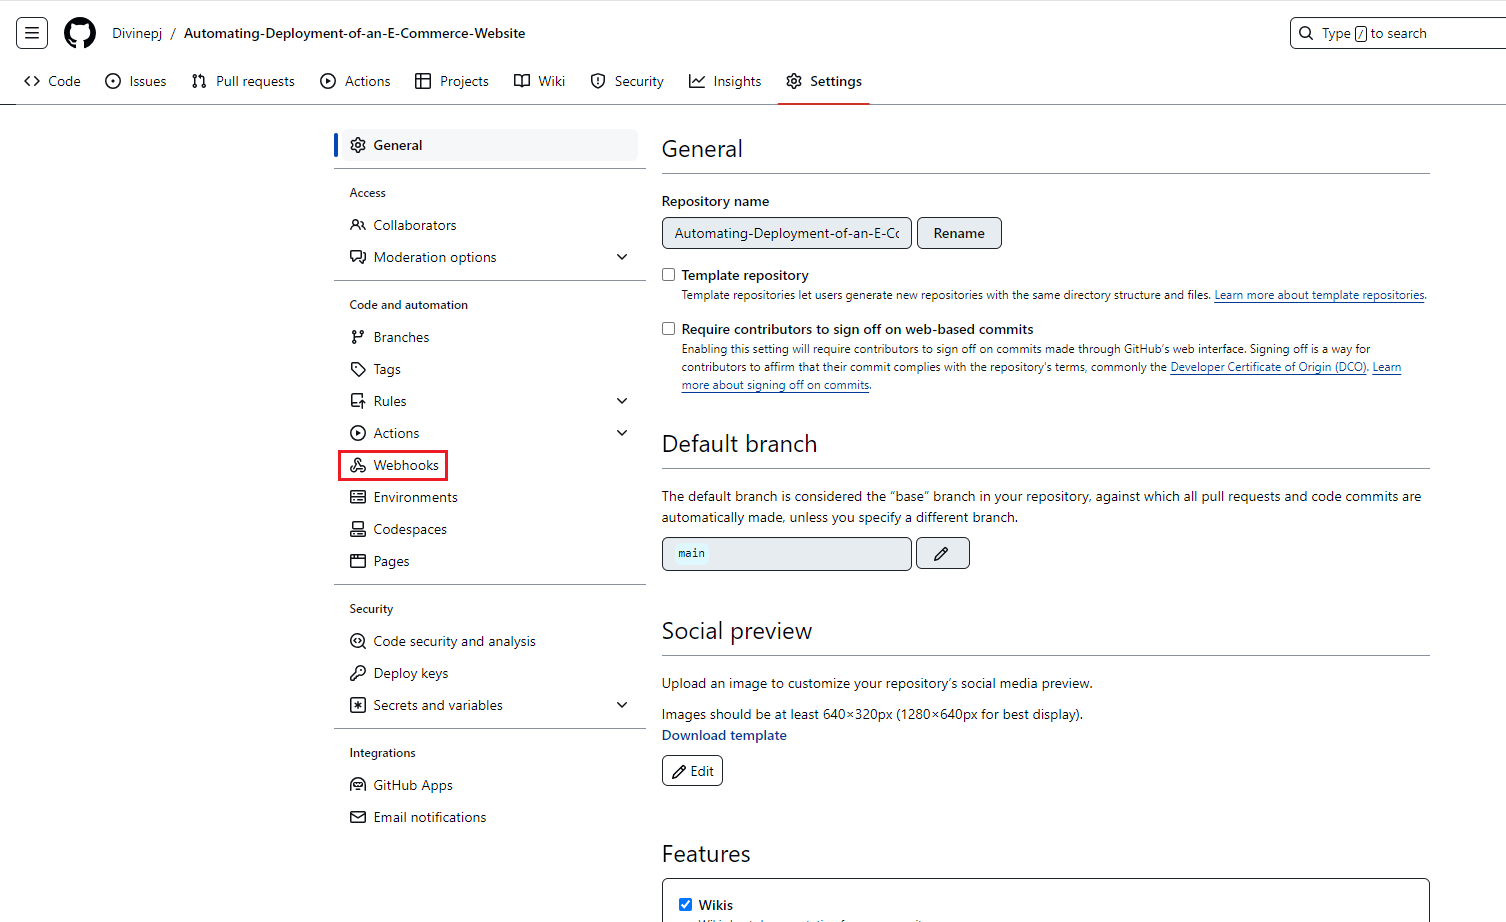 Divinepj / Automating-Deployment-of-an-E-Commerce-Website
Type / to search
Code
Issues
Pull requests
Actions
Projects
Wiki
Security
Insights
Settings
General
Access
Collaborators
Moderation options
Code and automation
Branches
Tags
Rules
Actions
Webhooks
Environments
Codespaces
Pages
Security
Code security and analysis
Deploy keys
Secrets and variables
Integrations
GitHub Apps
Email notifications
General
Repository name
Automating-Deployment-of-an-E-Cc
Rename
Template repository
Template repositories let users generate new repositories with the same directory structure and files. Learn more about template repositories.
Require contributors to sign off on web-based commits
Enabling this setting will require contributors to sign off on commits made through GitHub's web interface. Signing off is a way for
contributors to affirm that their commit complies with the repository's terms, commonly the Developer Certificate of Origin (DCO). Learn
more about signing off on commits.
Default branch
The default branch is considered the “base” branch in your repository, against which all pull requests and code commits are
automatically made, unless you specify a different branch.
main
Social preview
Upload an image to customize your repository's social media preview.
Images should be at least 640×320px (1280×640px for best display).
Download template
Edit
Features
Wikis